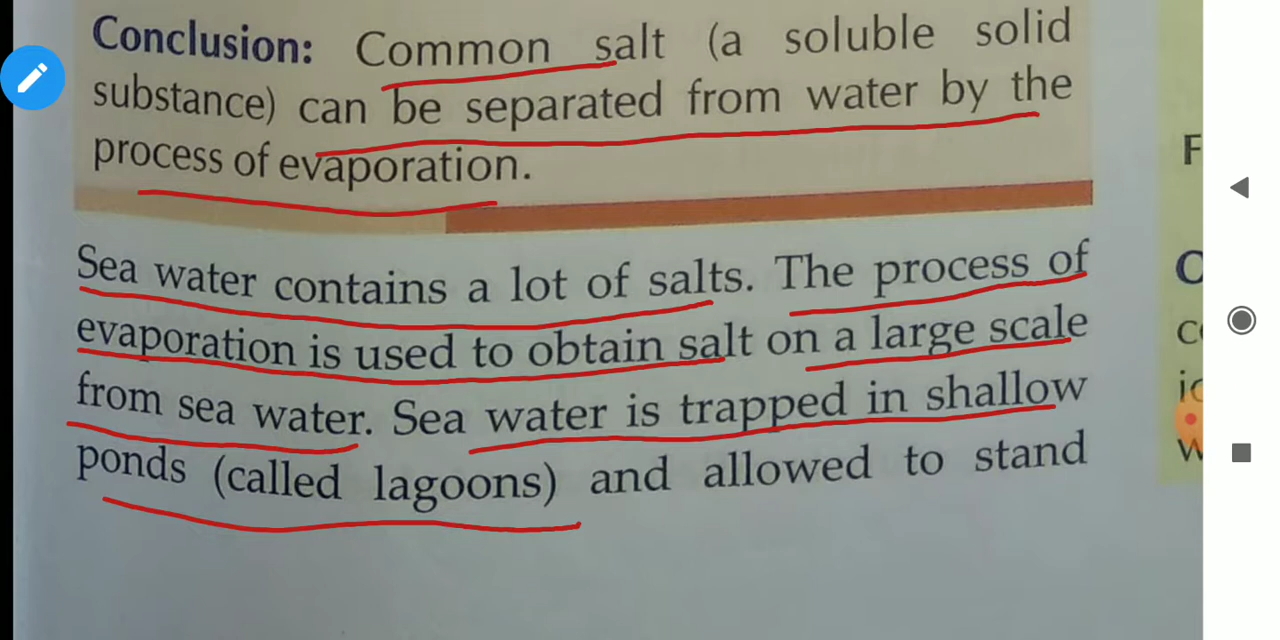 Conclusion: Common salt (a soluble solid
substance) can be separated from water by the
process of evaporation.
Sea water contains a lot of salts. The process of
evaporation is used to obtain salt on a large scale
from sea water. Sea water is trapped in shallow
ponds (called lagoons) and allowed to stand
F